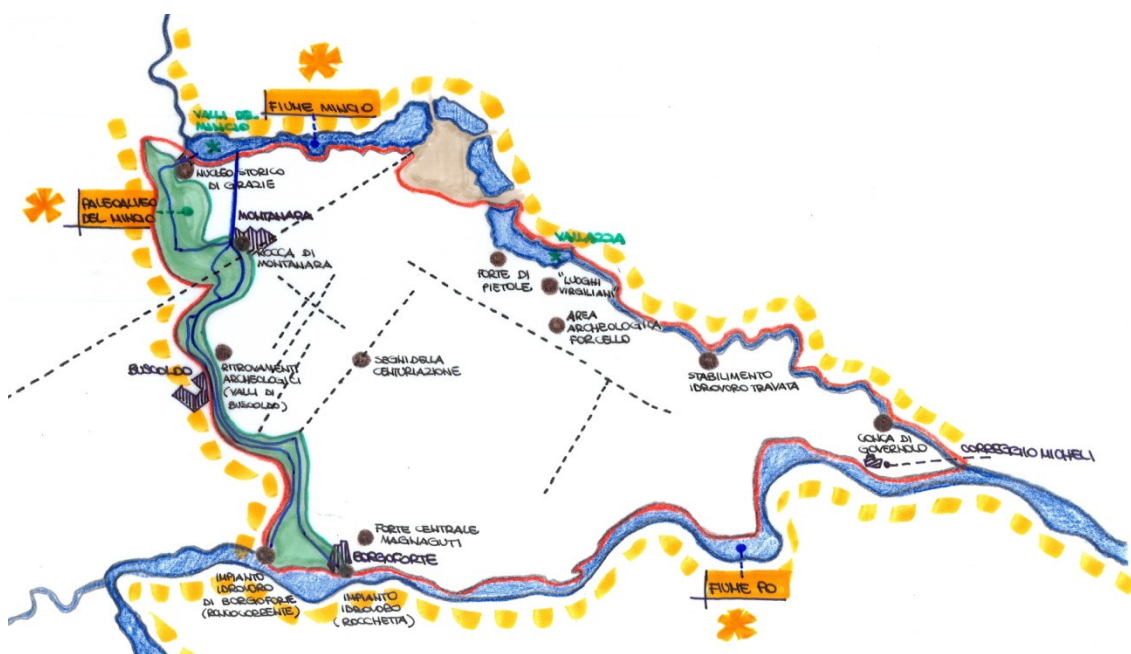 FIUME MINCIO
VALLI DEL
MINCIO
NUCLEO STORICO
DI GRAZIE
PALEOALVEO
DEL MINCIO
MONTANARA
ROCCA DI
MONTANARA
VALLAZZA
FORTE DI
PIETOLE
"LUOGHI
VIRGILIANI"
AREA
ARCHEOLOGICA
FORCELLO
BUSCOLDO
RITROVAMENTI
ARCHEOLOGICI
(VALLI DI
BUSCOLDO)
SEGNI DELLA
CENTURIAZIONE
STABILIMENTO
IDROVORO TRAVATA
CONCA DI
GOVERNOLO
CORREGGIO MICHELI
FORTE CENTRALE
MAGNAGUTI
BORGOFORTE
IMPIANTO
IDROVORO
DI BORGOFORTE
(RONCOCORRENTE)
IMPIANTO
IDROVORO
(ROCCHETTA)
FIUME PO